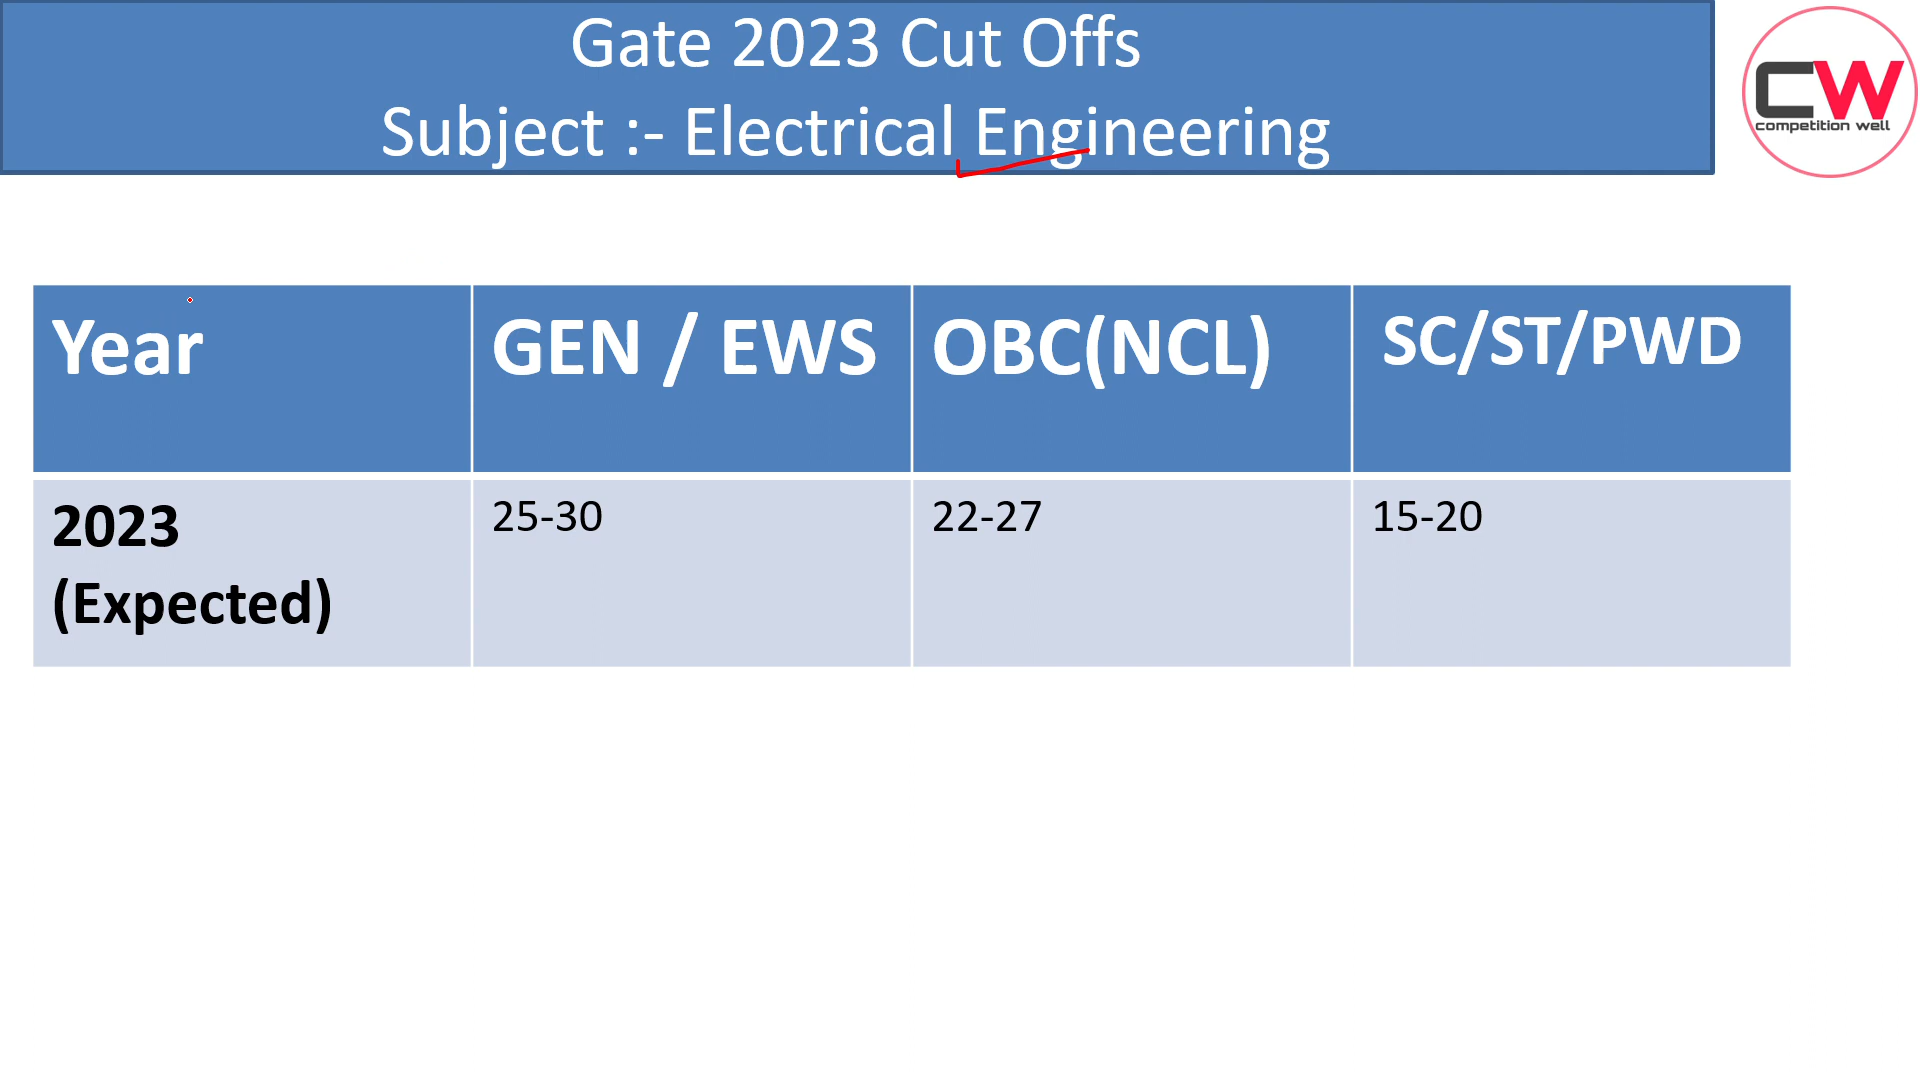 Gate 2023 Cut Offs
Subject :- Electrical Engineering
CW
competition well
Year GEN / EWS OBC(NCL) SC/ST/PWD
2023 25-30 22-27 15-20
(Expected)